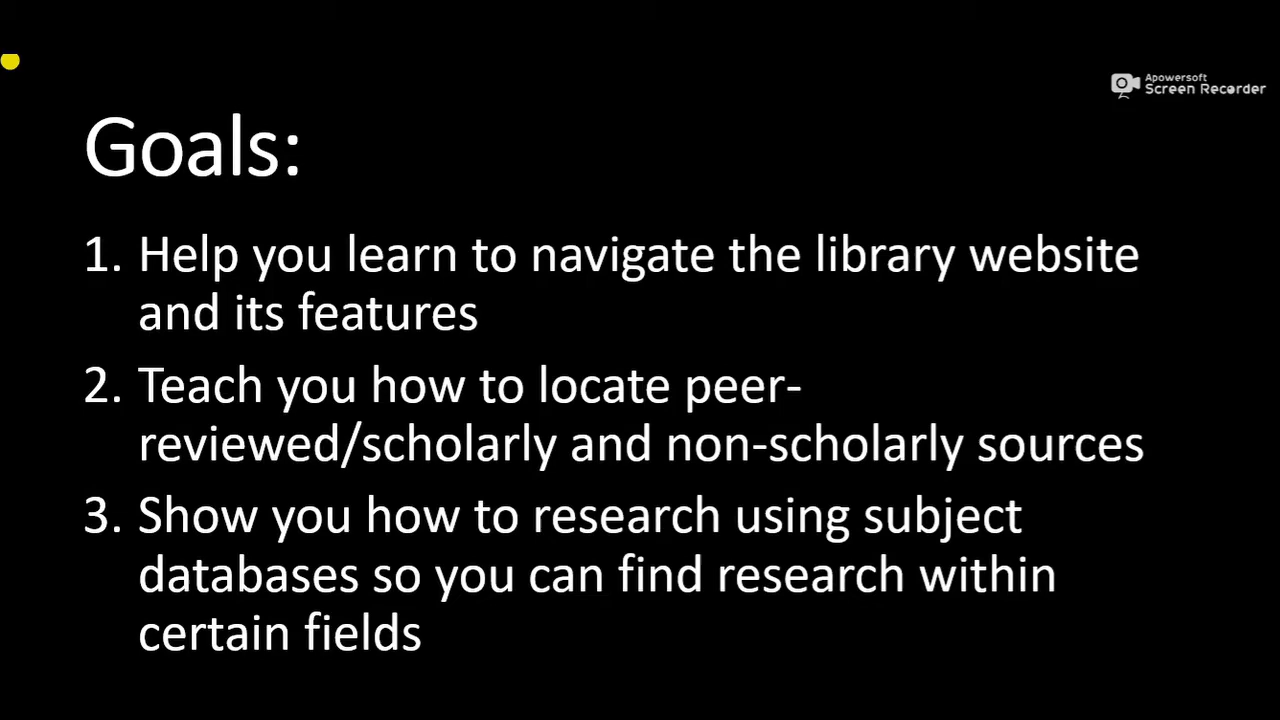 Apowersoft
Screen Recorder
Goals:
1. Help you learn to navigate the library website
and its features
2. Teach you how to locate peer-
reviewed/scholarly and non-scholarly sources
3. Show you how to research using subject
databases so you can find research within
certain fields